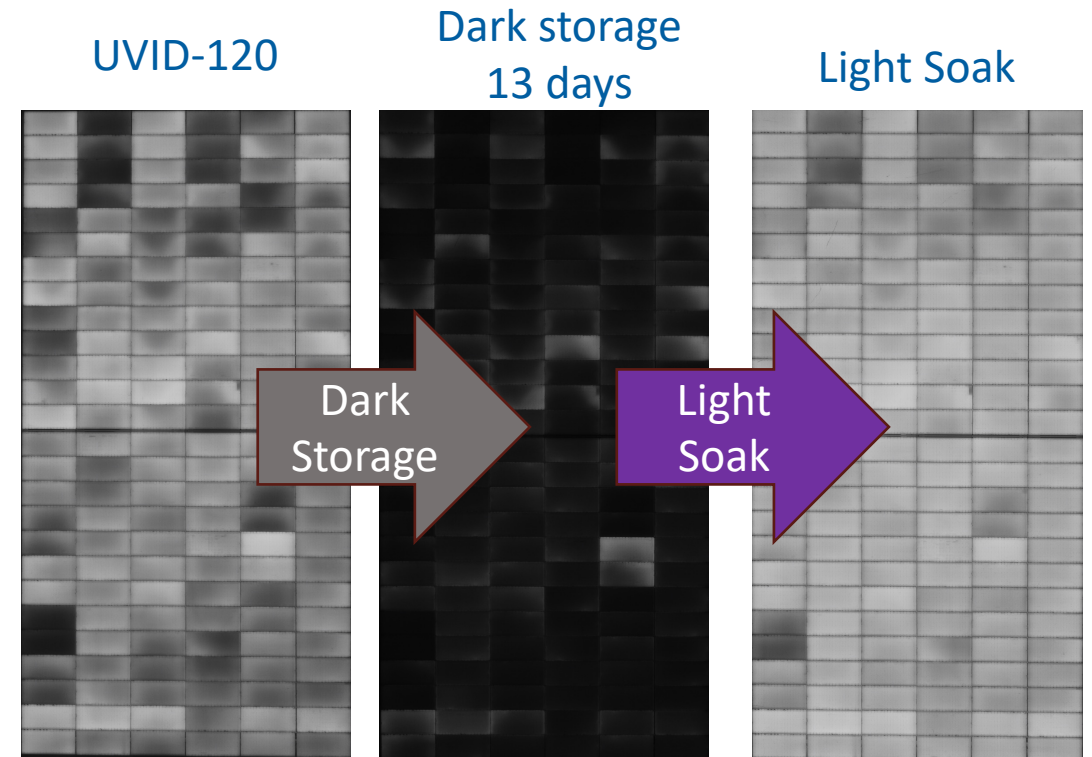 UVID-120
Dark storage
13 days
Light Soak
Dark
Storage
Light
Soak